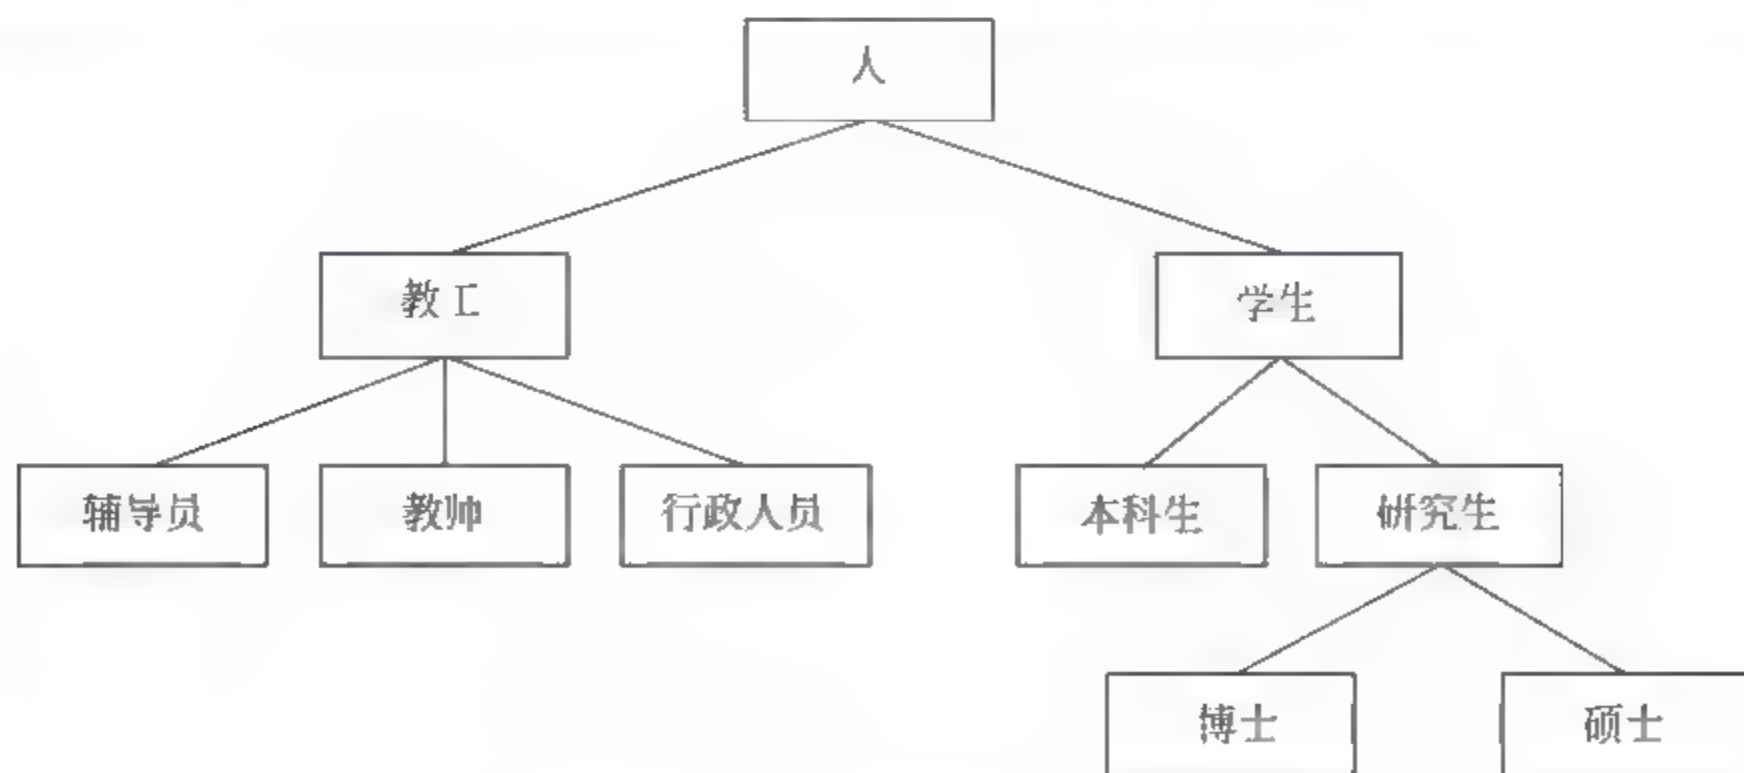 人
教工
学生
辅导员
教师
行政人员
本科生
研究生
博士
硕士